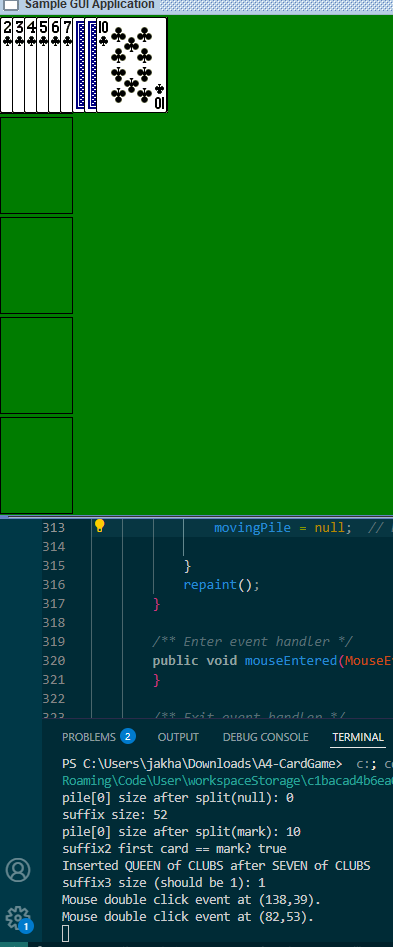 Sample GUI Application
2 3 4 5 6 7 10
10
313 movingPile = null; //
314
315 }
316 repaint();
317 }
318
319 /** Enter event handler */
320 public void mouseEntered(MouseE
321 }
322
323 /** Exit event handler */
PROBLEMS 2 OUTPUT DEBUG CONSOLE TERMINAL
PS C:\Users\jakha\Downloads\A4-CardGame> c:; c
Roaming\Code\User\workspaceStorage\c1bacad4b6ea
pile[0] size after split(null): 0
suffix size: 52
pile[0] size after split(mark): 10
suffix2 first card == mark? true
Inserted QUEEN of CLUBS after SEVEN of CLUBS
suffix3 size (should be 1): 1
Mouse double click event at (138,39).
Mouse double click event at (82,53).
1